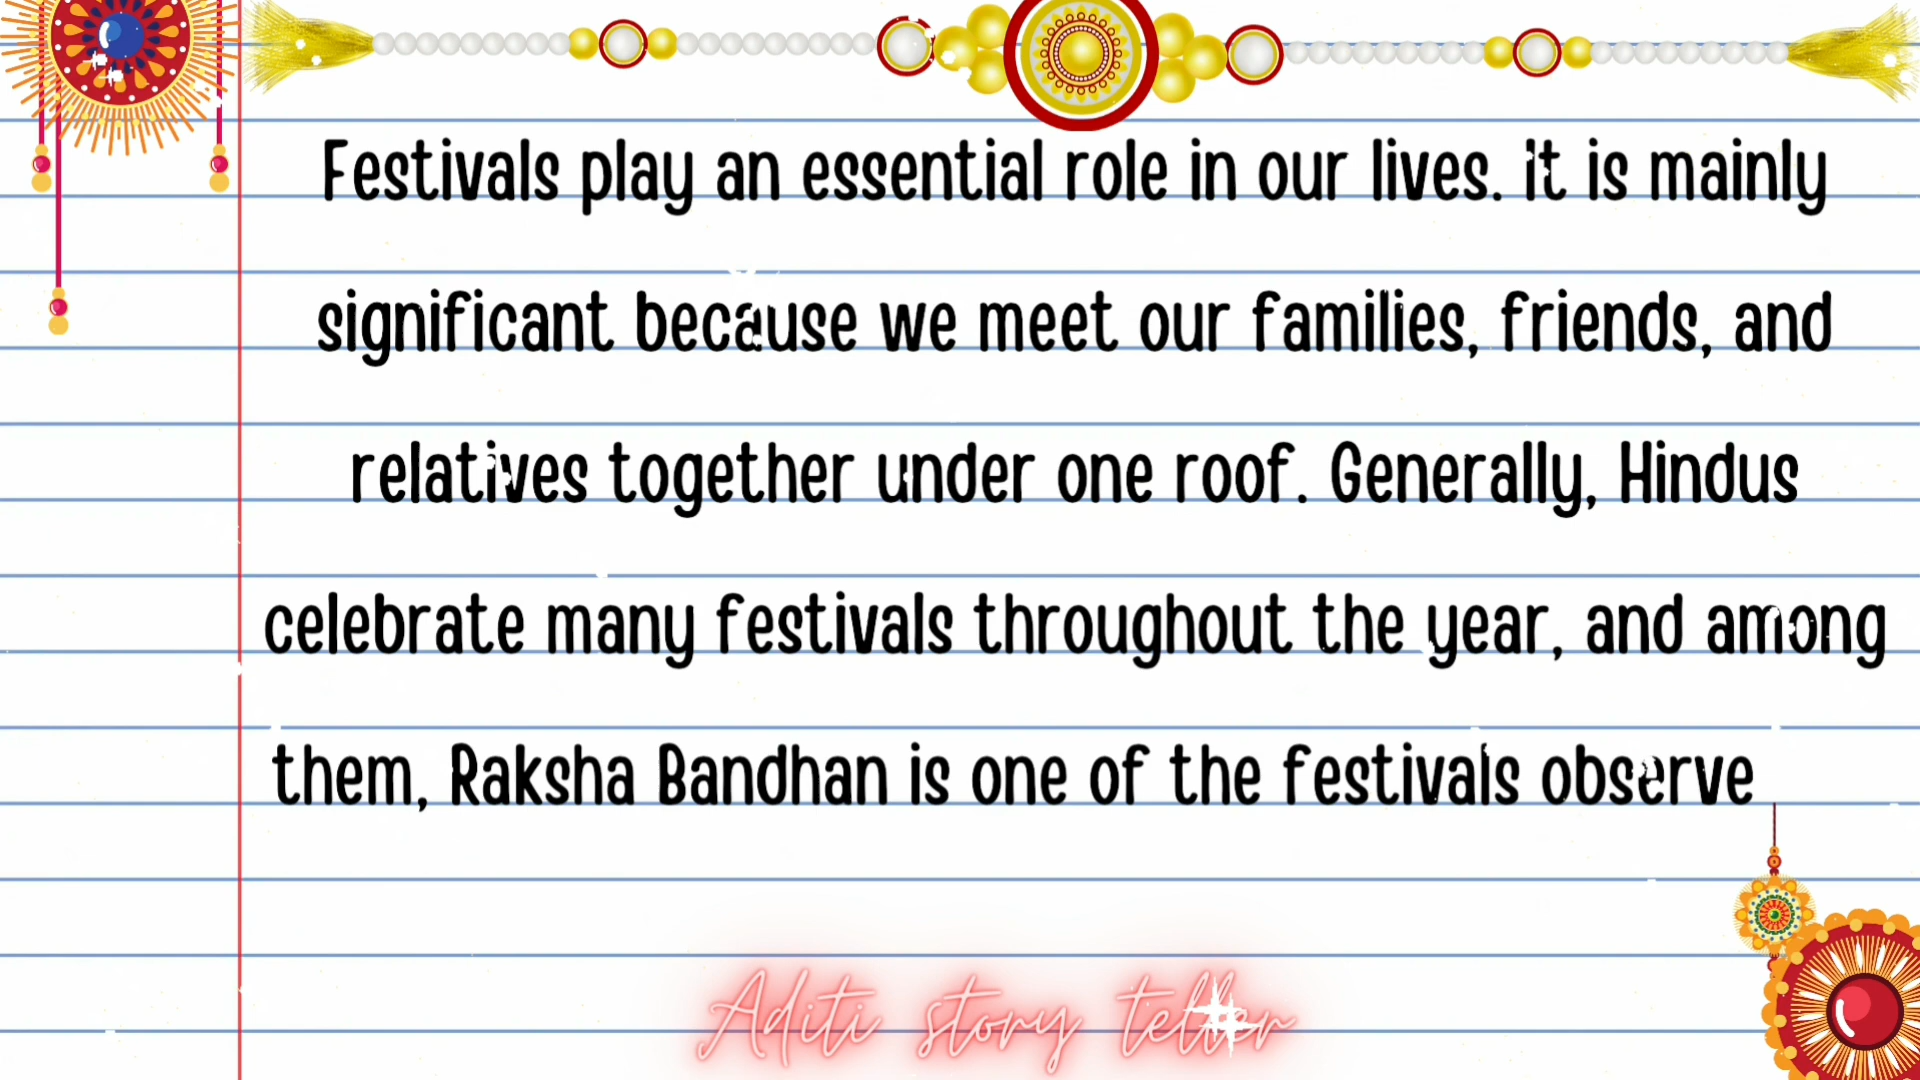 Festivals play an essential role in our lives. it is mainly
significant because we meet our families, friends, and
relatives together under one roof. Generally, Hindus
celebrate many festivals throughout the year, and among
them, Raksha Bandhan is one of the festivals observe
Aditi story teller